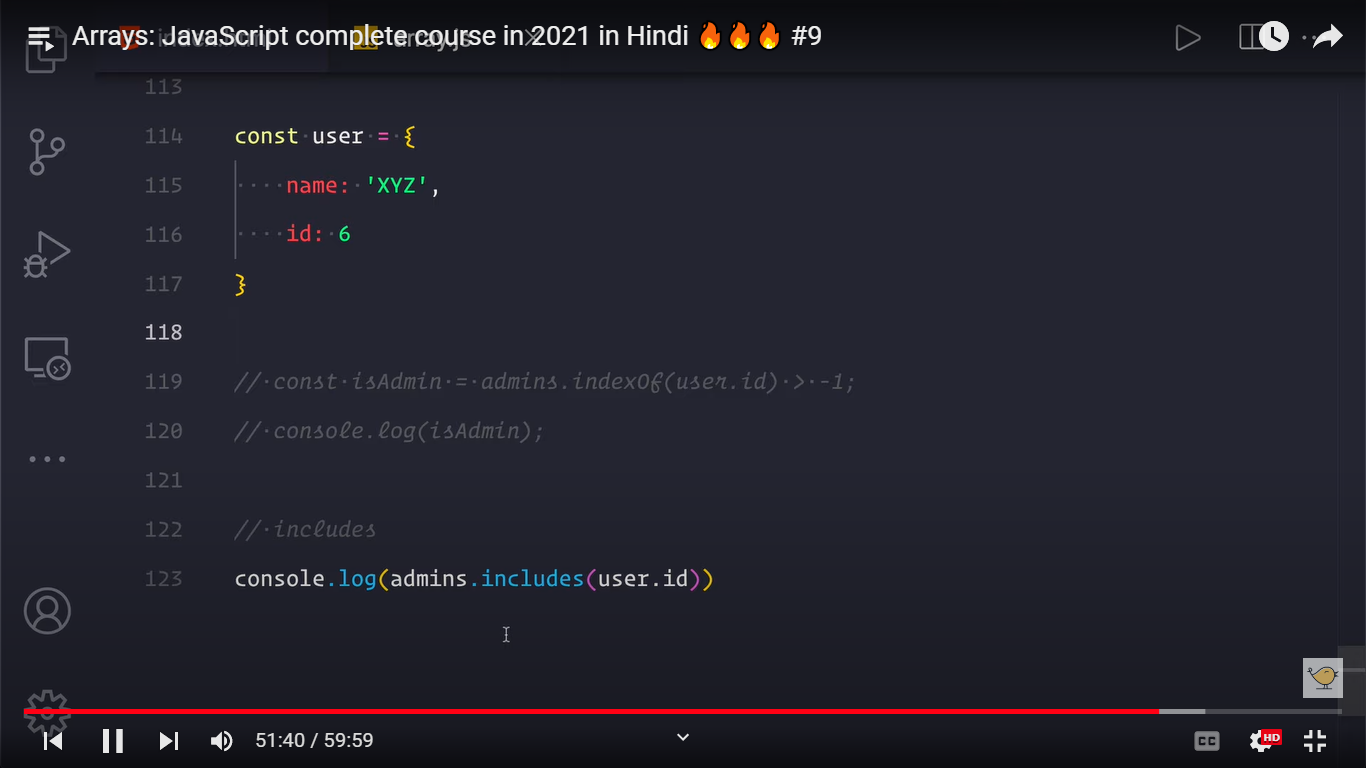 Arrays: JavaScript complete course in 2021 in Hindi 🔥🔥🔥 #9
113
114 const user = {
115 name: 'XYZ',
116 id: 6
117 }
118
119 // const isAdmin = admins.indexOf(user.id) > -1;
120 // console.log(isAdmin);
121
122 // includes
123 console.log(admins.includes(user.id))
51:40 / 59:59
CC
HD